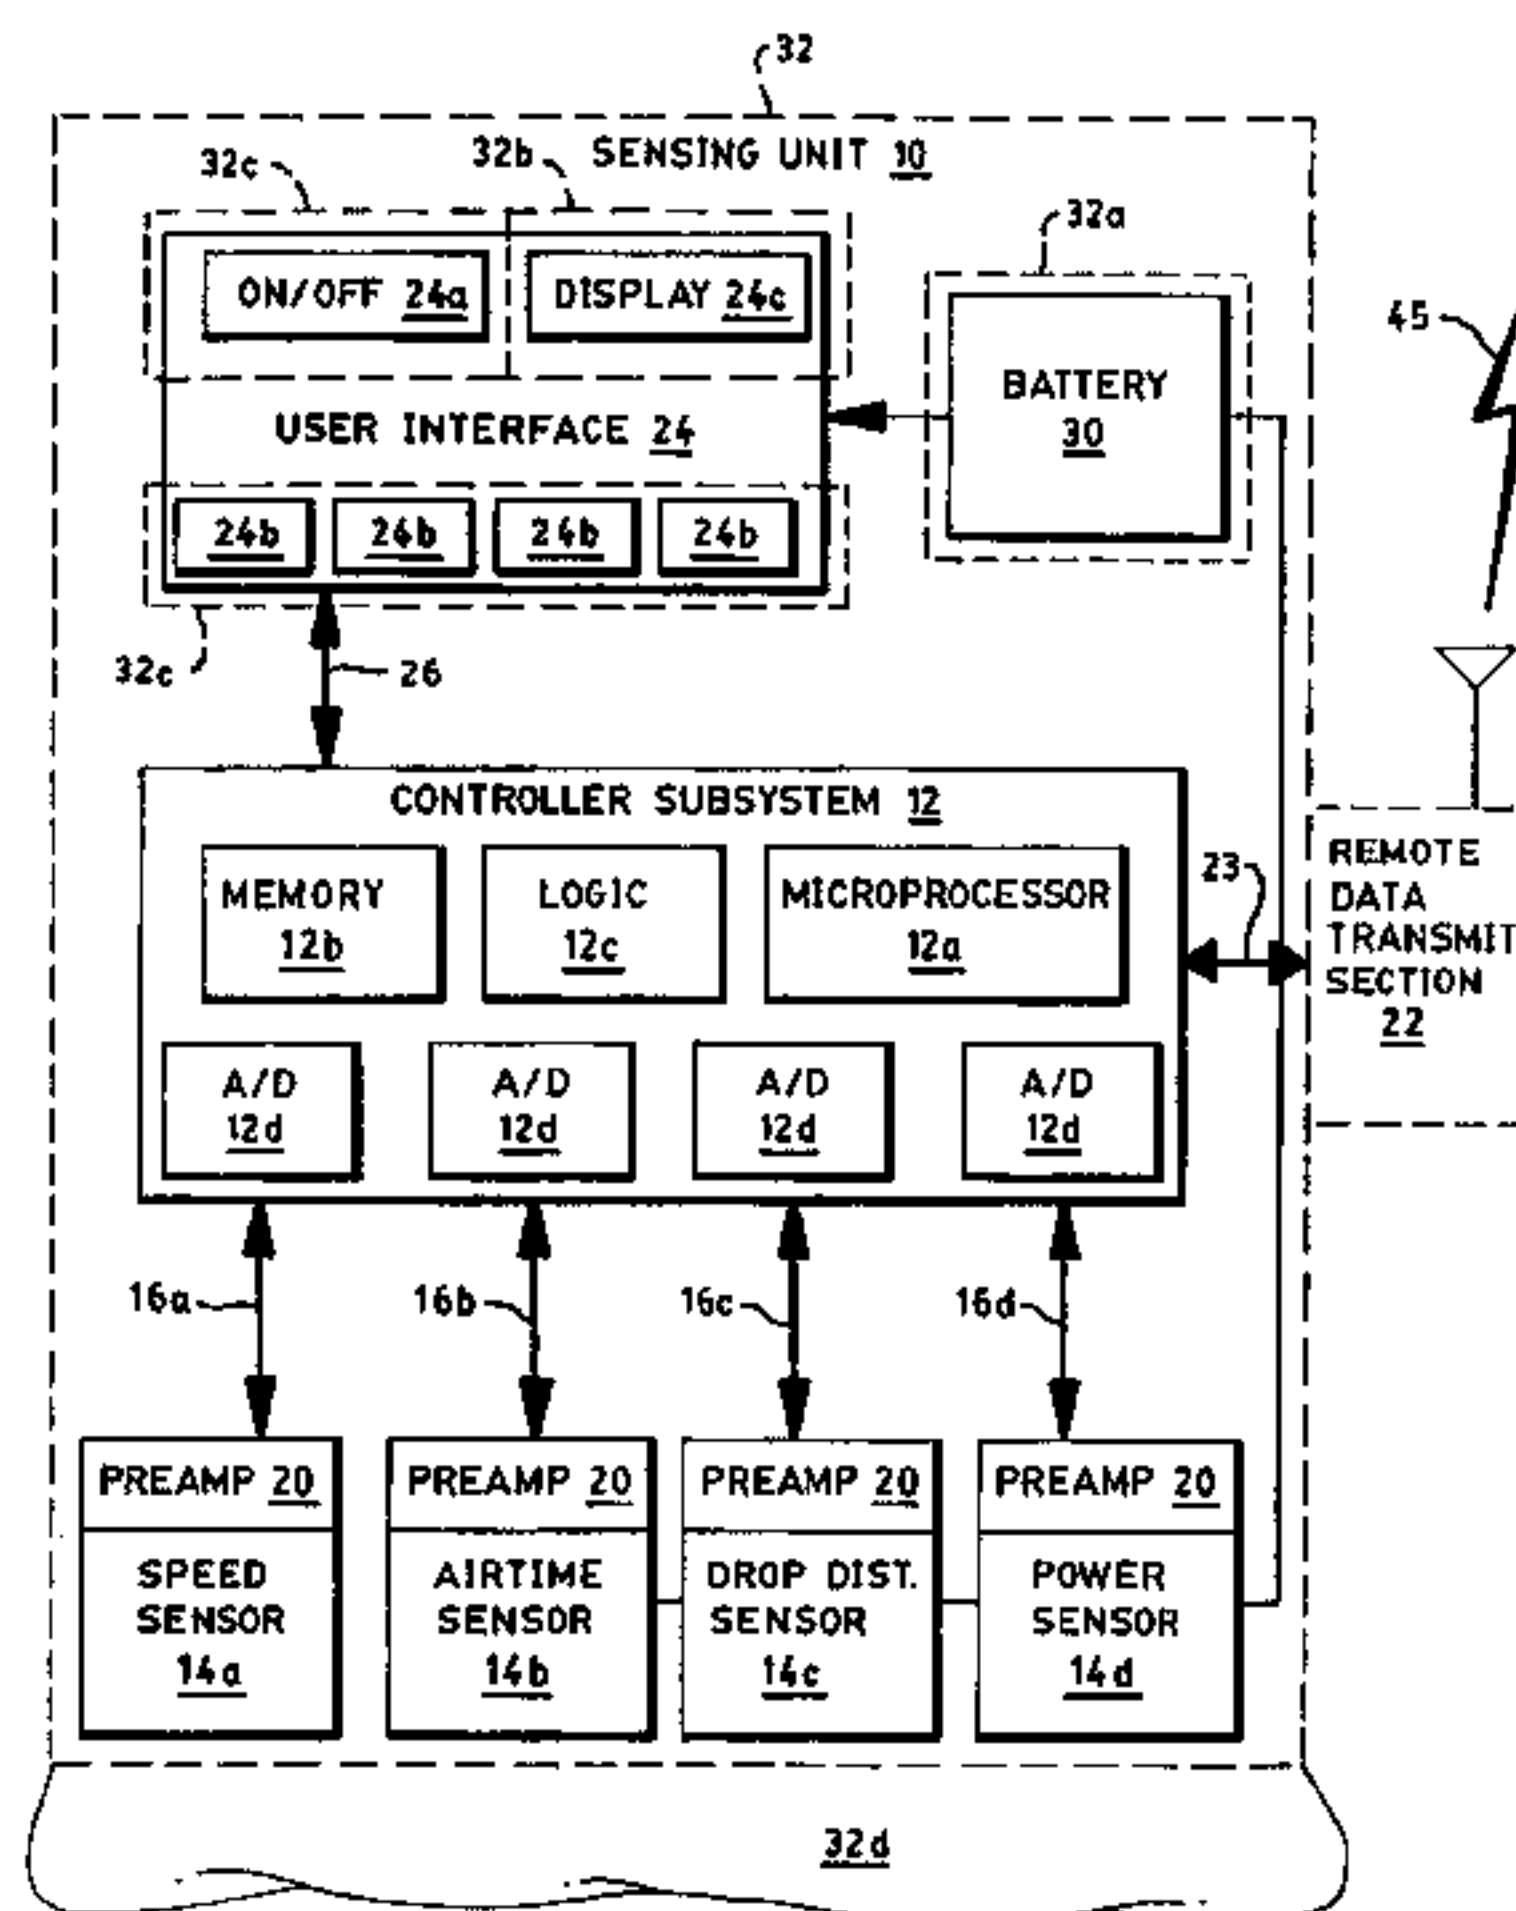 32
SENSING UNIT 10
32c
32b
32a
ON/OFF 24a
DISPLAY 24c
45
BATTERY
30
USER INTERFACE 24
24b 24b 24b 24b
32c
26
CONTROLLER SUBSYSTEM 12
MEMORY
12b
LOGIC
12c
MICROPROCESSOR
12a
23
REMOTE
DATA
TRANSMIT
SECTION
22
A/D
12d
A/D
12d
A/D
12d
A/D
12d
16a
16b
16c
16d
PREAMP 20
SPEED
SENSOR
14a
PREAMP 20
AIRTIME
SENSOR
14b
PREAMP 20
DROP DIST.
SENSOR
14c
PREAMP 20
POWER
SENSOR
14d
32d